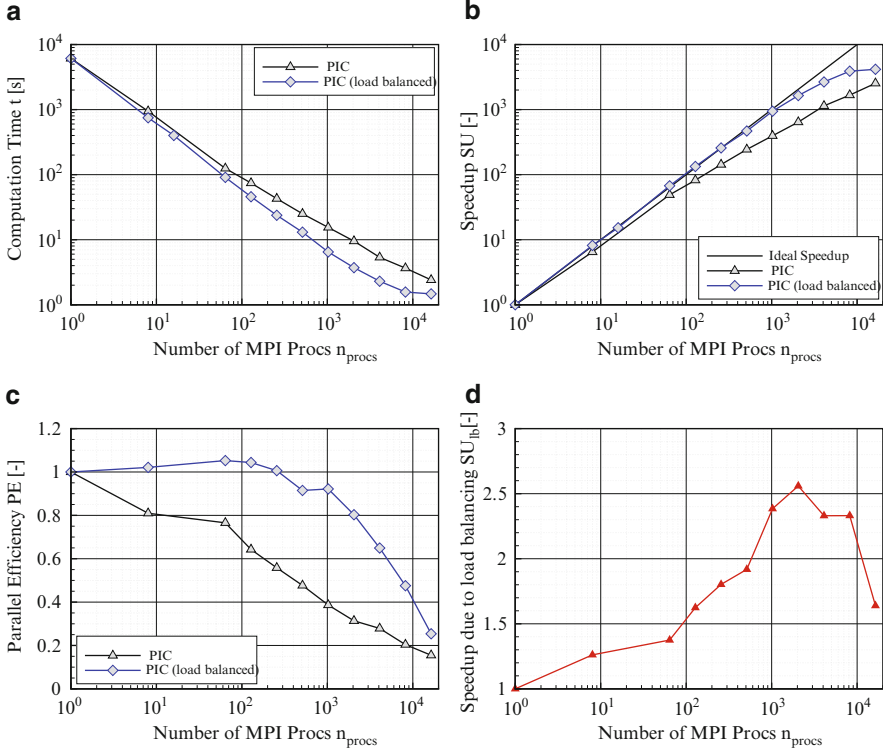 a
Computation Time t [s]
10^4
10^3
10^2
10^1
10^0
PIC
PIC (load balanced)
10^0 10^1 10^2 10^3 10^4
Number of MPI Procs n_procs
b
Speedup SU [-]
10^4
10^3
10^2
10^1
10^0
Ideal Speedup
PIC
PIC (load balanced)
10^0 10^1 10^2 10^3 10^4
Number of MPI Procs n_procs
c
Parallel Efficiency PE [-]
1.2
1
0.8
0.6
0.4
0.2
0
PIC
PIC (load balanced)
10^0 10^1 10^2 10^3 10^4
Number of MPI Procs n_procs
d
Speedup due to load balancing SU_lb[-]
3
2.5
2
1.5
1
10^0 10^1 10^2 10^3 10^4
Number of MPI Procs n_procs